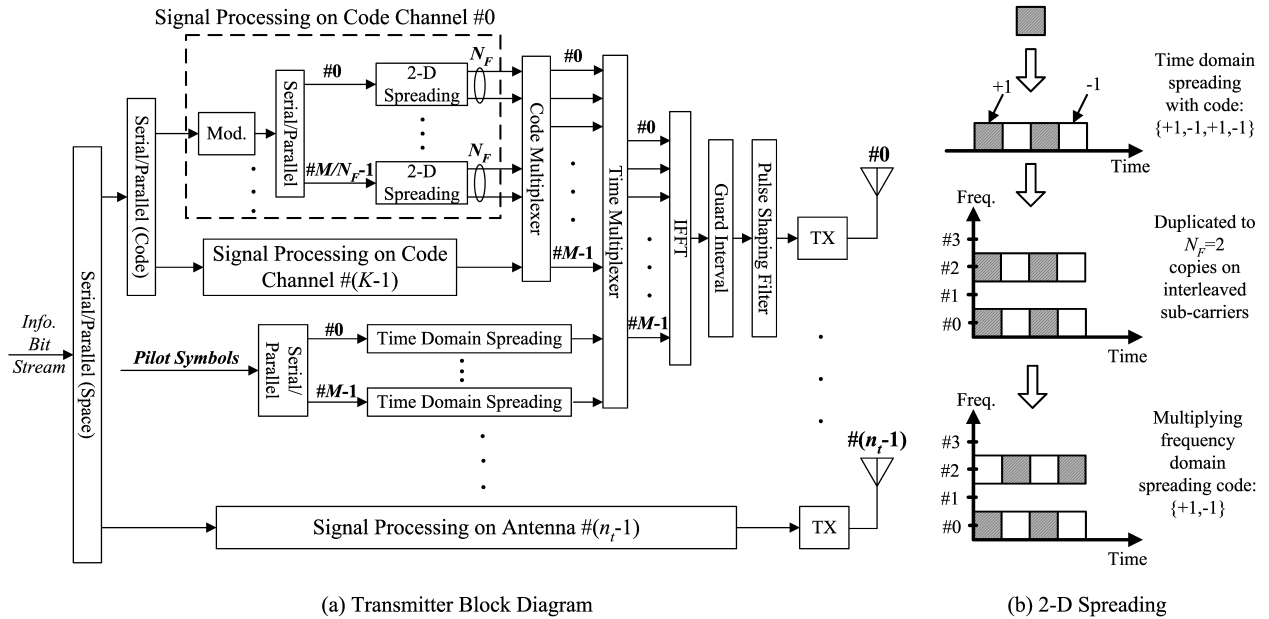 Signal Processing on Code Channel #0
Serial/Parallel (Space)
Info.
Bit
Stream
Serial/Parallel (Code)
Mod.
Serial/Parallel
#0
2-D
Spreading
N_F
#M/N_F-1
2-D
Spreading
N_F
Code Multiplexer
#0
#M-1
Signal Processing on Code
Channel #(K-1)
Pilot Symbols
Serial/
Parallel
#0
Time Domain Spreading
#M-1
Time Domain Spreading
Time Multiplexer
#0
#M-1
IFFT
Guard Interval
Pulse Shaping Filter
TX
#0
Signal Processing on Antenna #(n_t-1)
TX
#(n_t-1)
(a) Transmitter Block Diagram
+1
-1
Time
Time domain
spreading
with code:
{+1,-1,+1,-1}
Freq.
#3
#2
#1
#0
Time
Duplicated to
N_F=2
copies on
interleaved
sub-carriers
Freq.
#3
#2
#1
#0
Time
Multiplying
frequency
domain
spreading code:
{+1,-1}
(b) 2-D Spreading